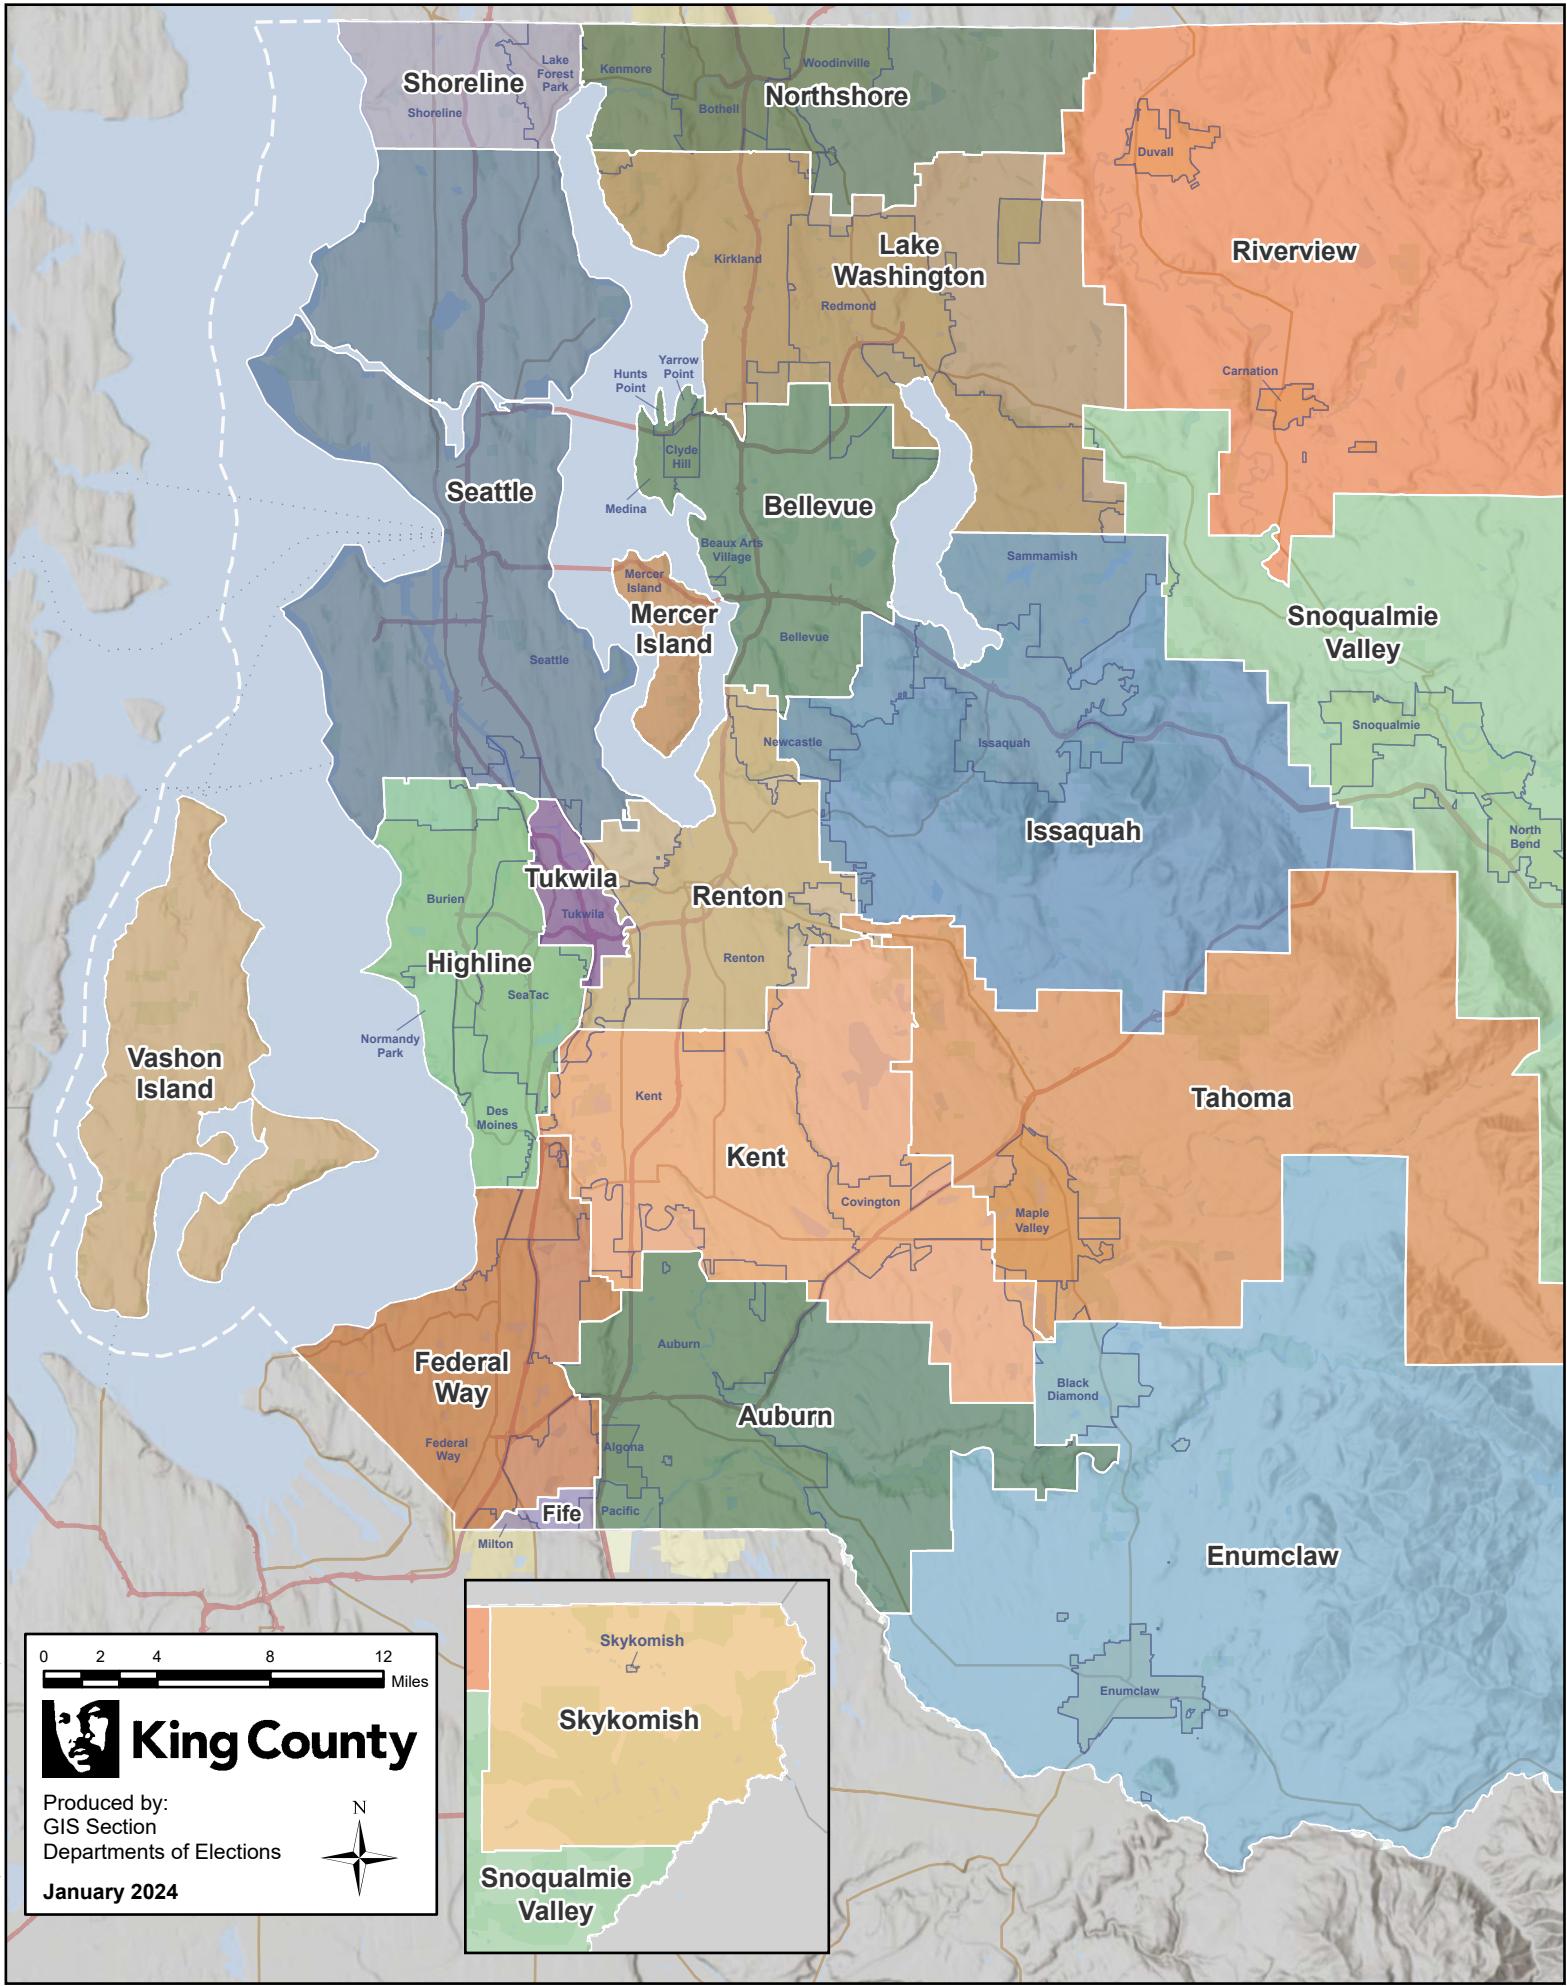 Shoreline
Lake
Forest
Park
Shoreline
Kenmore
Woodinville
Bothell
Northshore
Duvall
Riverview
Lake
Washington
Kirkland
Redmond
Carnation
Yarrow
Point
Hunts
Point
Clyde
Hill
Medina
Seattle
Bellevue
Beaux Arts
Village
Sammamish
Mercer
Island
Mercer
Island
Bellevue
Seattle
Snoqualmie
Valley
Snoqualmie
Newcastle
Issaquah
Issaquah
North
Bend
Tukwila
Tukwila
Renton
Renton
Burien
Highline
SeaTac
Normandy
Park
Des
Moines
Vashon
Island
Kent
Kent
Tahoma
Covington
Maple
Valley
Federal
Way
Federal
Way
Auburn
Auburn
Algona
Pacific
Black
Diamond
Fife
Milton
Enumclaw
Enumclaw
Skykomish
Skykomish
Snoqualmie
Valley
0 2 4 8 12
Miles
King County
Produced by:
GIS Section
Departments of Elections
January 2024
N